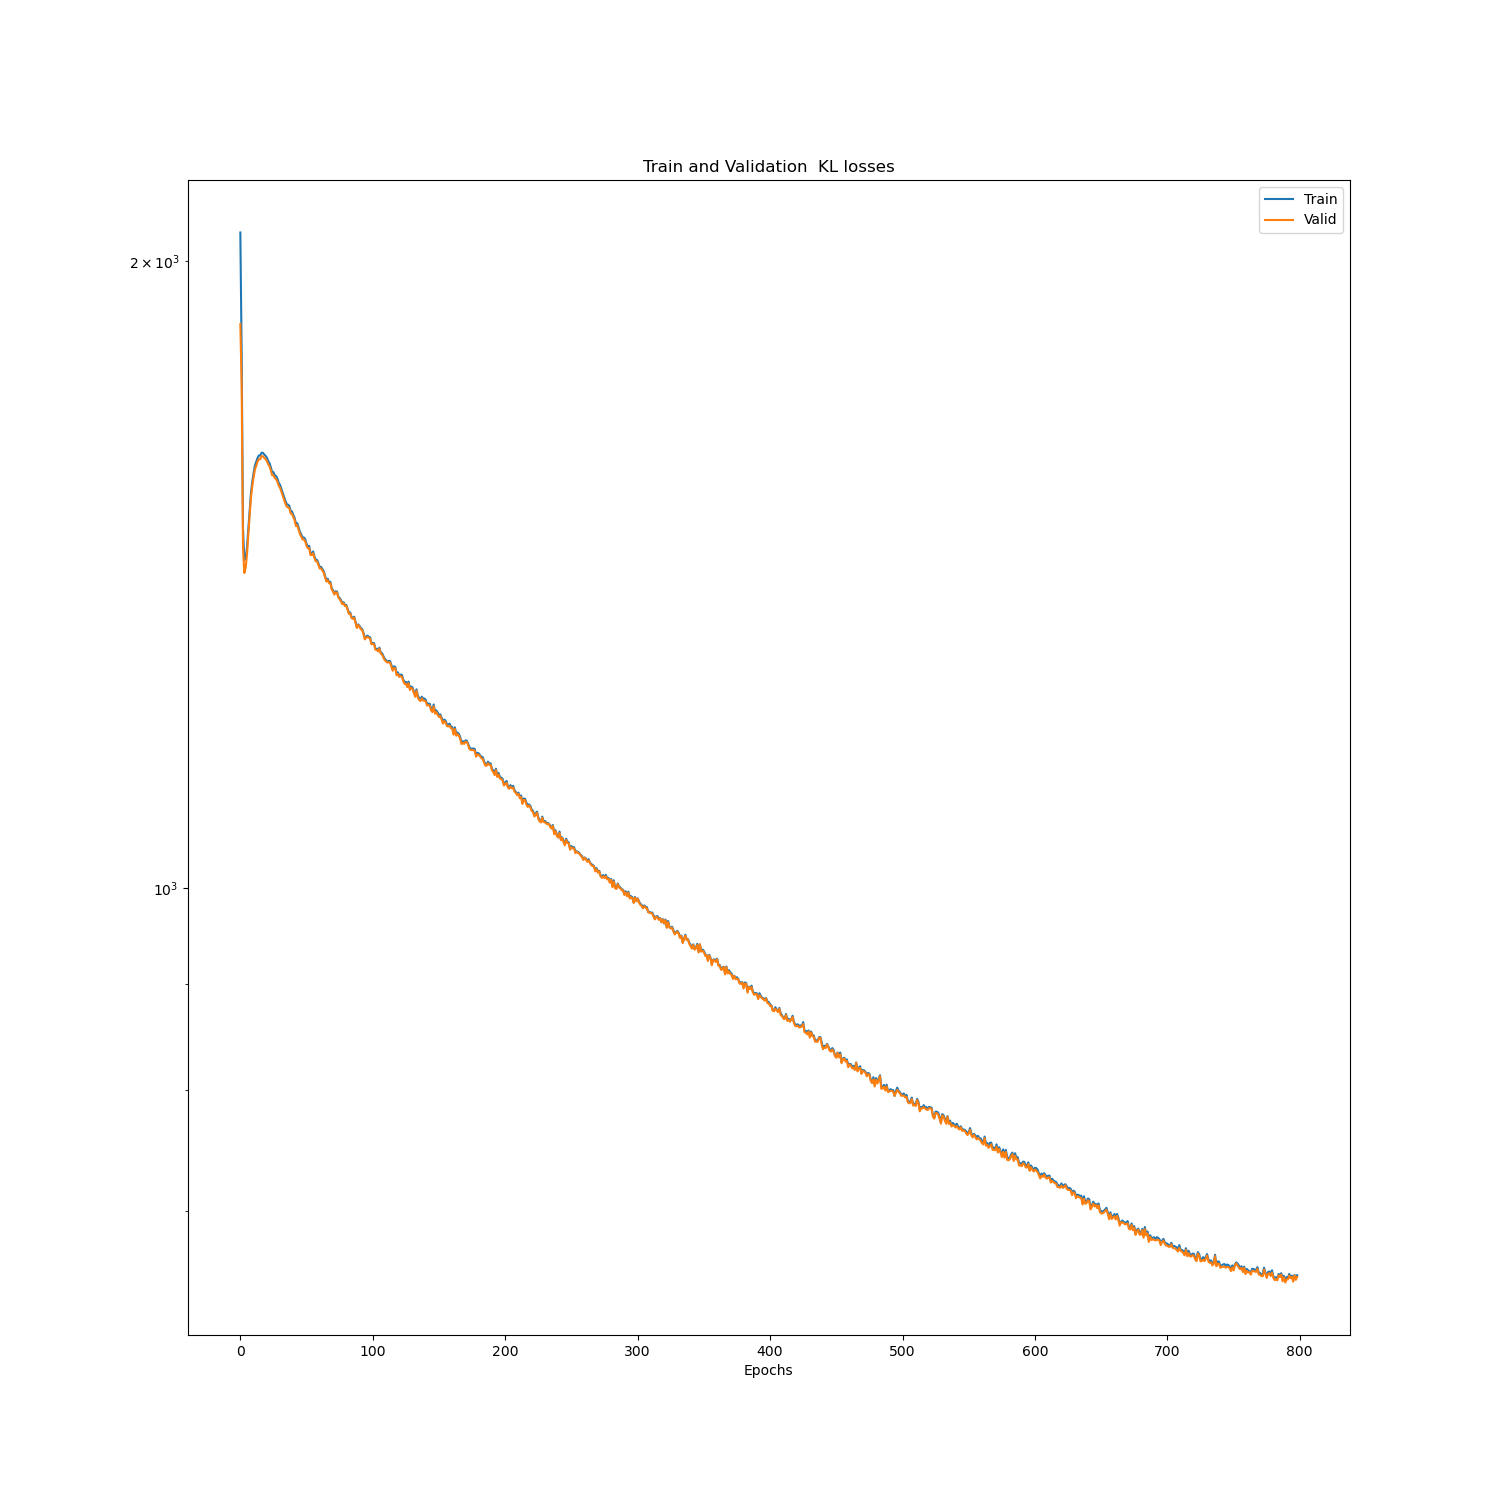 Train and Validation  KL losses
Train
Valid
2 × 10³
10³
0 100 200 300 400 500 600 700 800
Epochs